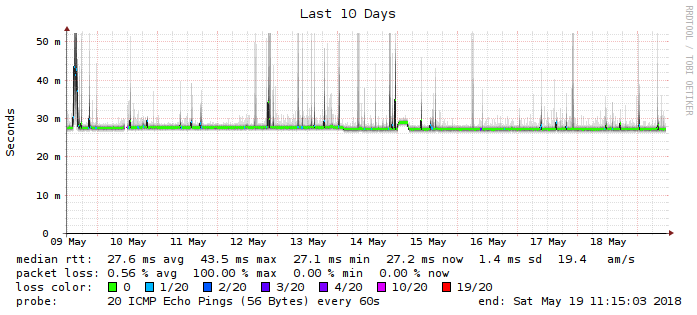 Last 10 Days
RRDTOOL / TOBI OETIKER
Seconds
50 m
40 m
30 m
20 m
10 m
0
09 May 10 May 11 May 12 May 13 May 14 May 15 May 16 May 17 May 18 May
median rtt: 27.6 ms avg 43.5 ms max 27.1 ms min 27.2 ms now 1.4 ms sd 19.4 am/s
packet loss: 0.56 % avg 100.00 % max 0.00 % min 0.00 % now
loss color: 0 1/20 2/20 3/20 4/20 10/20 19/20
probe: 20 ICMP Echo Pings (56 Bytes) every 60s end: Sat May 19 11:15:03 2018